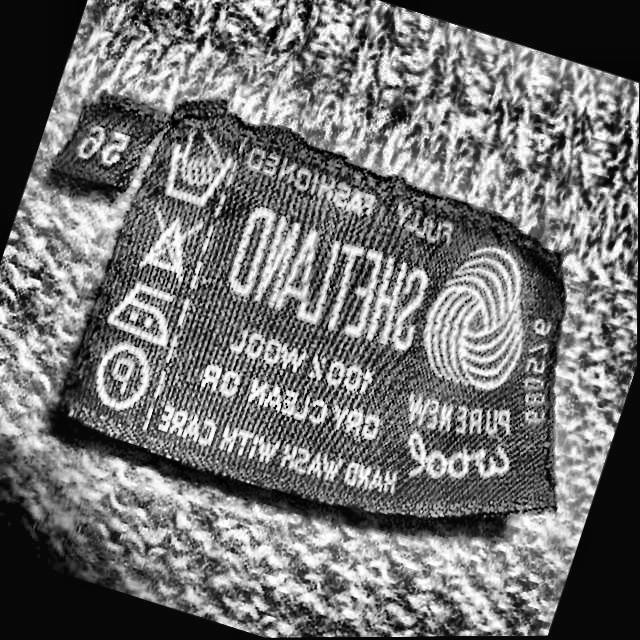 56
FULLY FASHIONED
SHETLAND
100% WOOL
DRY CLEAN OR
HAND WASH WITH CARE
PURE NEW
wool
P